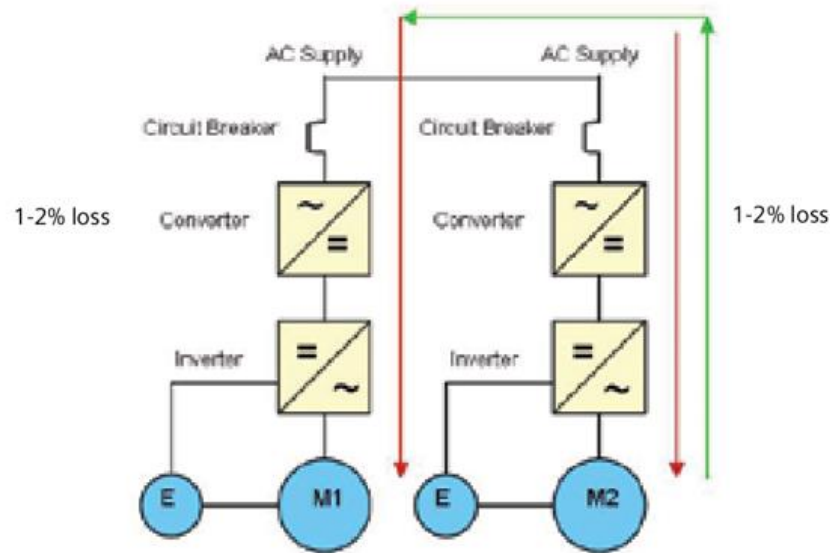 AC Supply
AC Supply
Circuit Breaker
Circuit Breaker
1-2% loss
Converter
~
=
Converter
~
=
1-2% loss
Inverter
=
~
Inverter
=
~
E
M1
E
M2